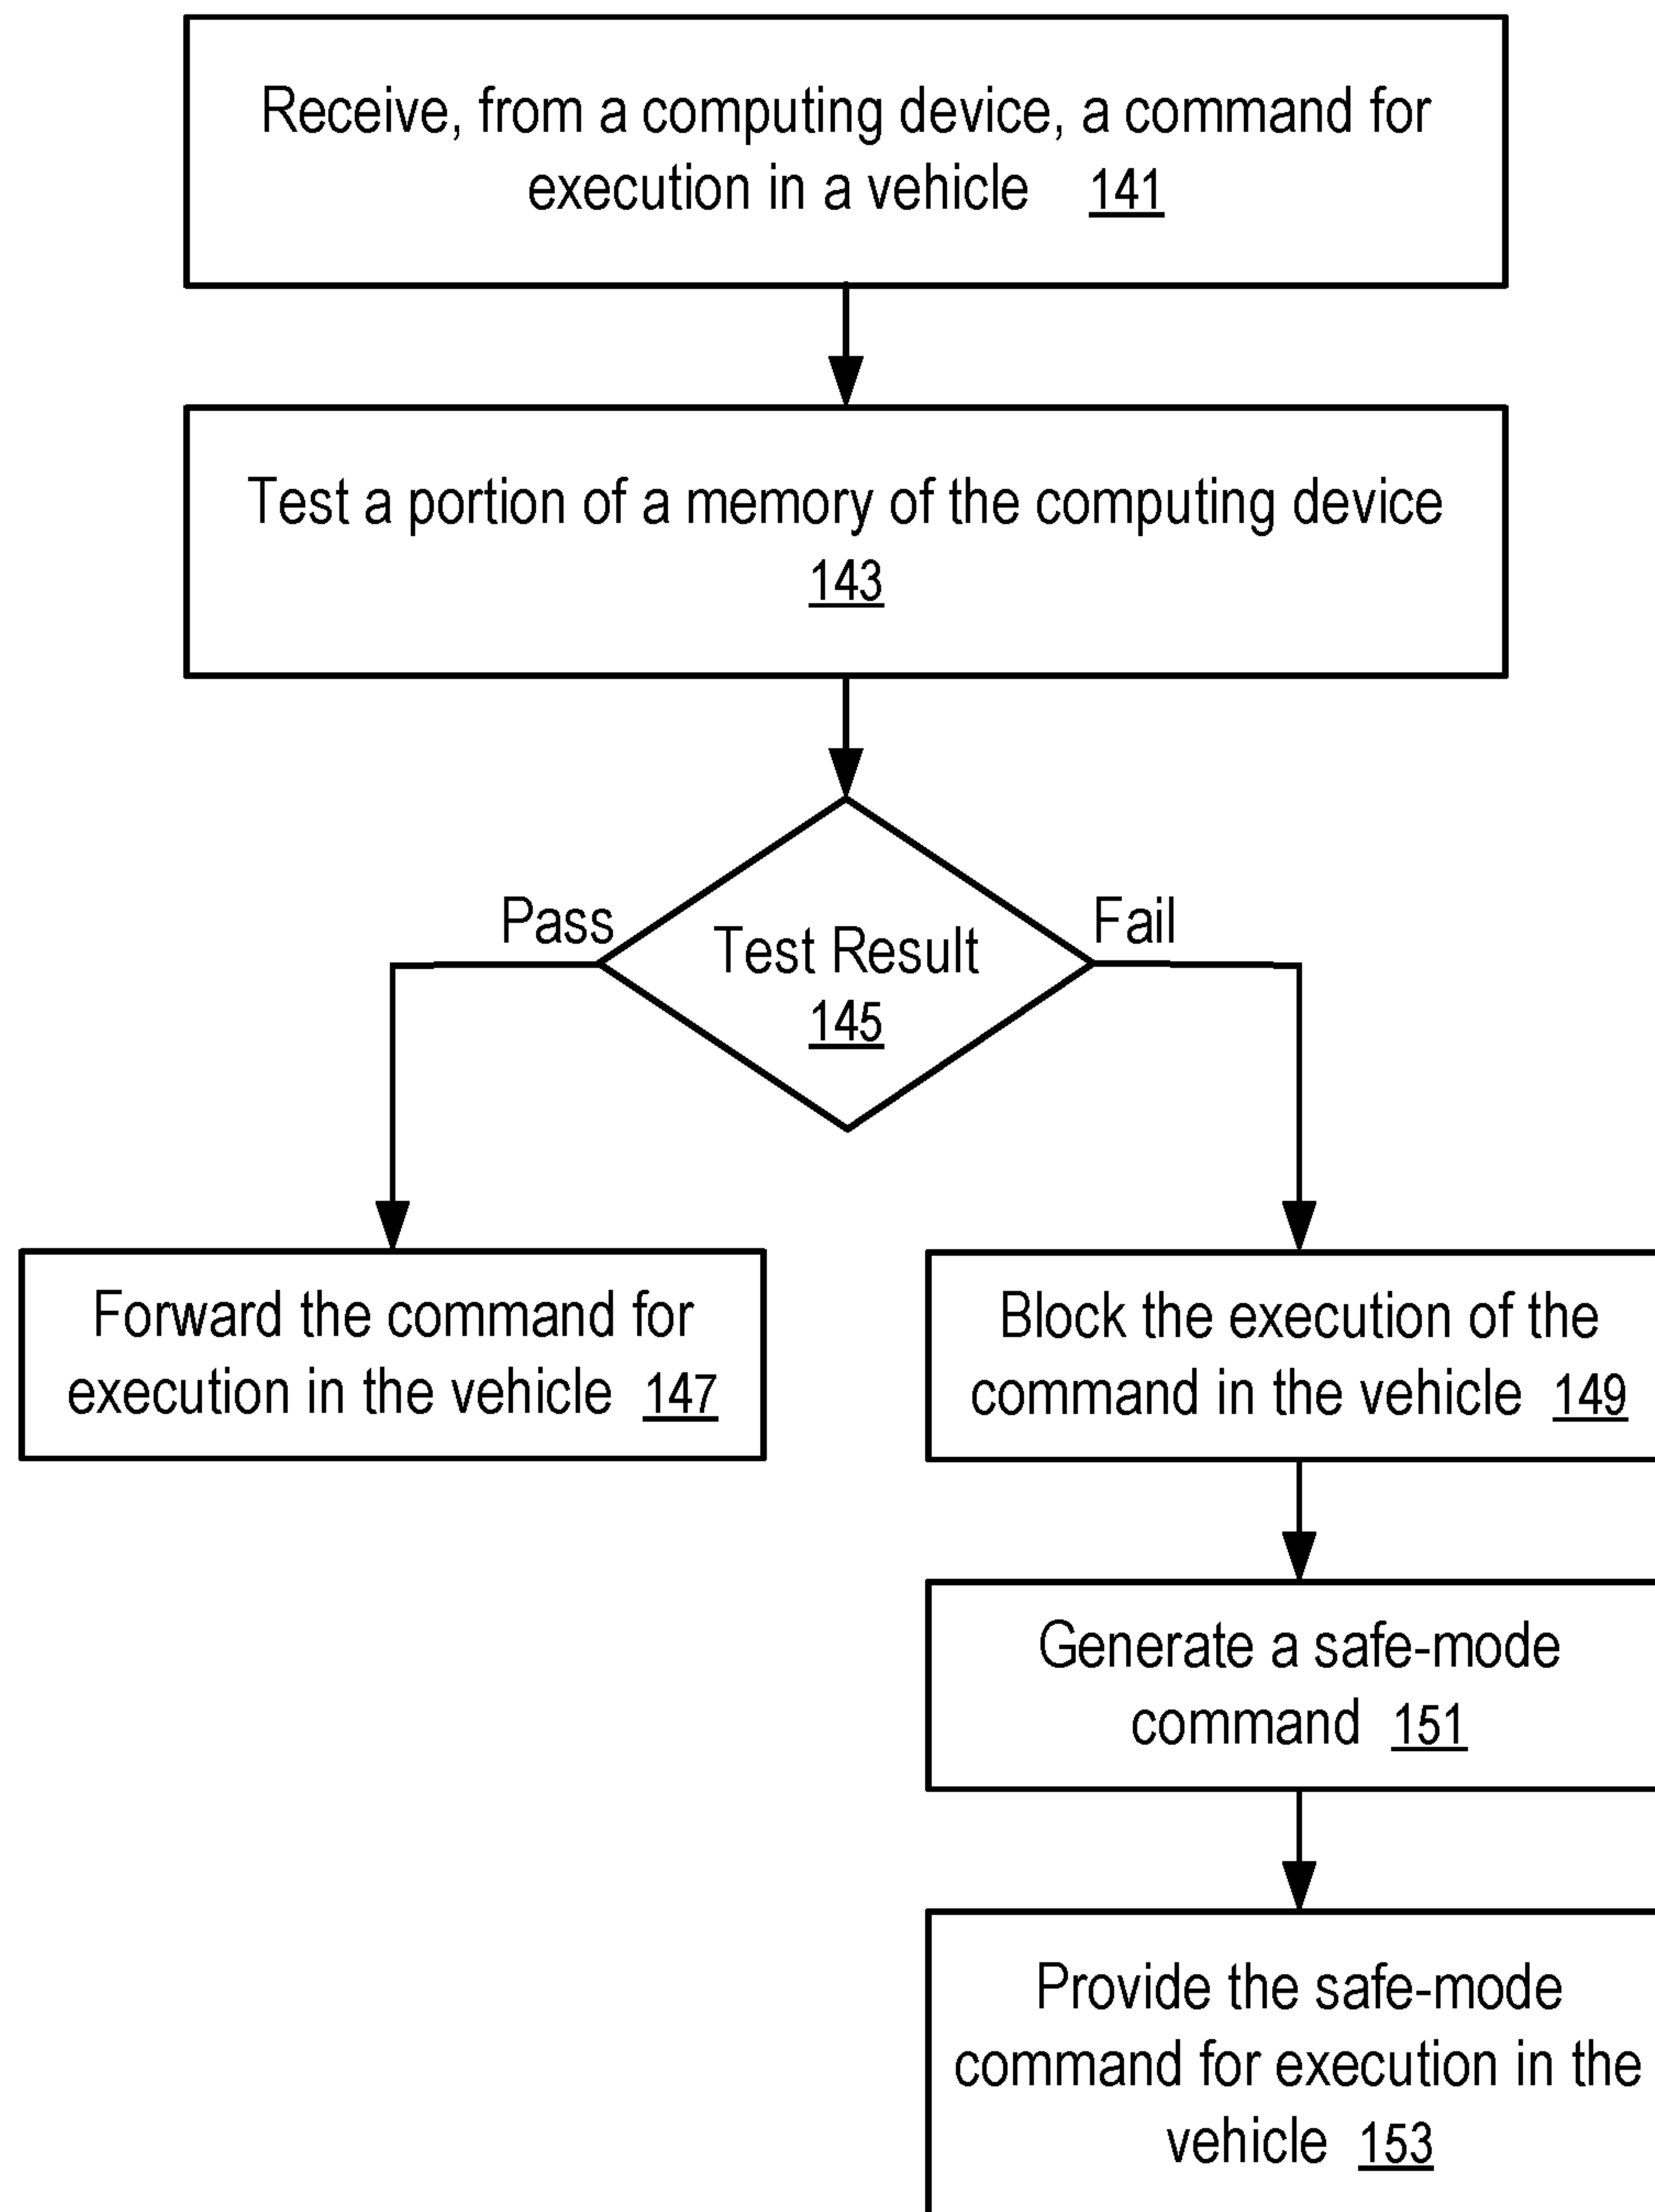 Receive, from a computing device, a command for
execution in a vehicle 141
Test a portion of a memory of the computing device
143
Pass
Fail
Test Result
145
Forward the command for
execution in the vehicle 147
Block the execution of the
command in the vehicle 149
Generate a safe-mode
command 151
Provide the safe-mode
command for execution in the
vehicle 153